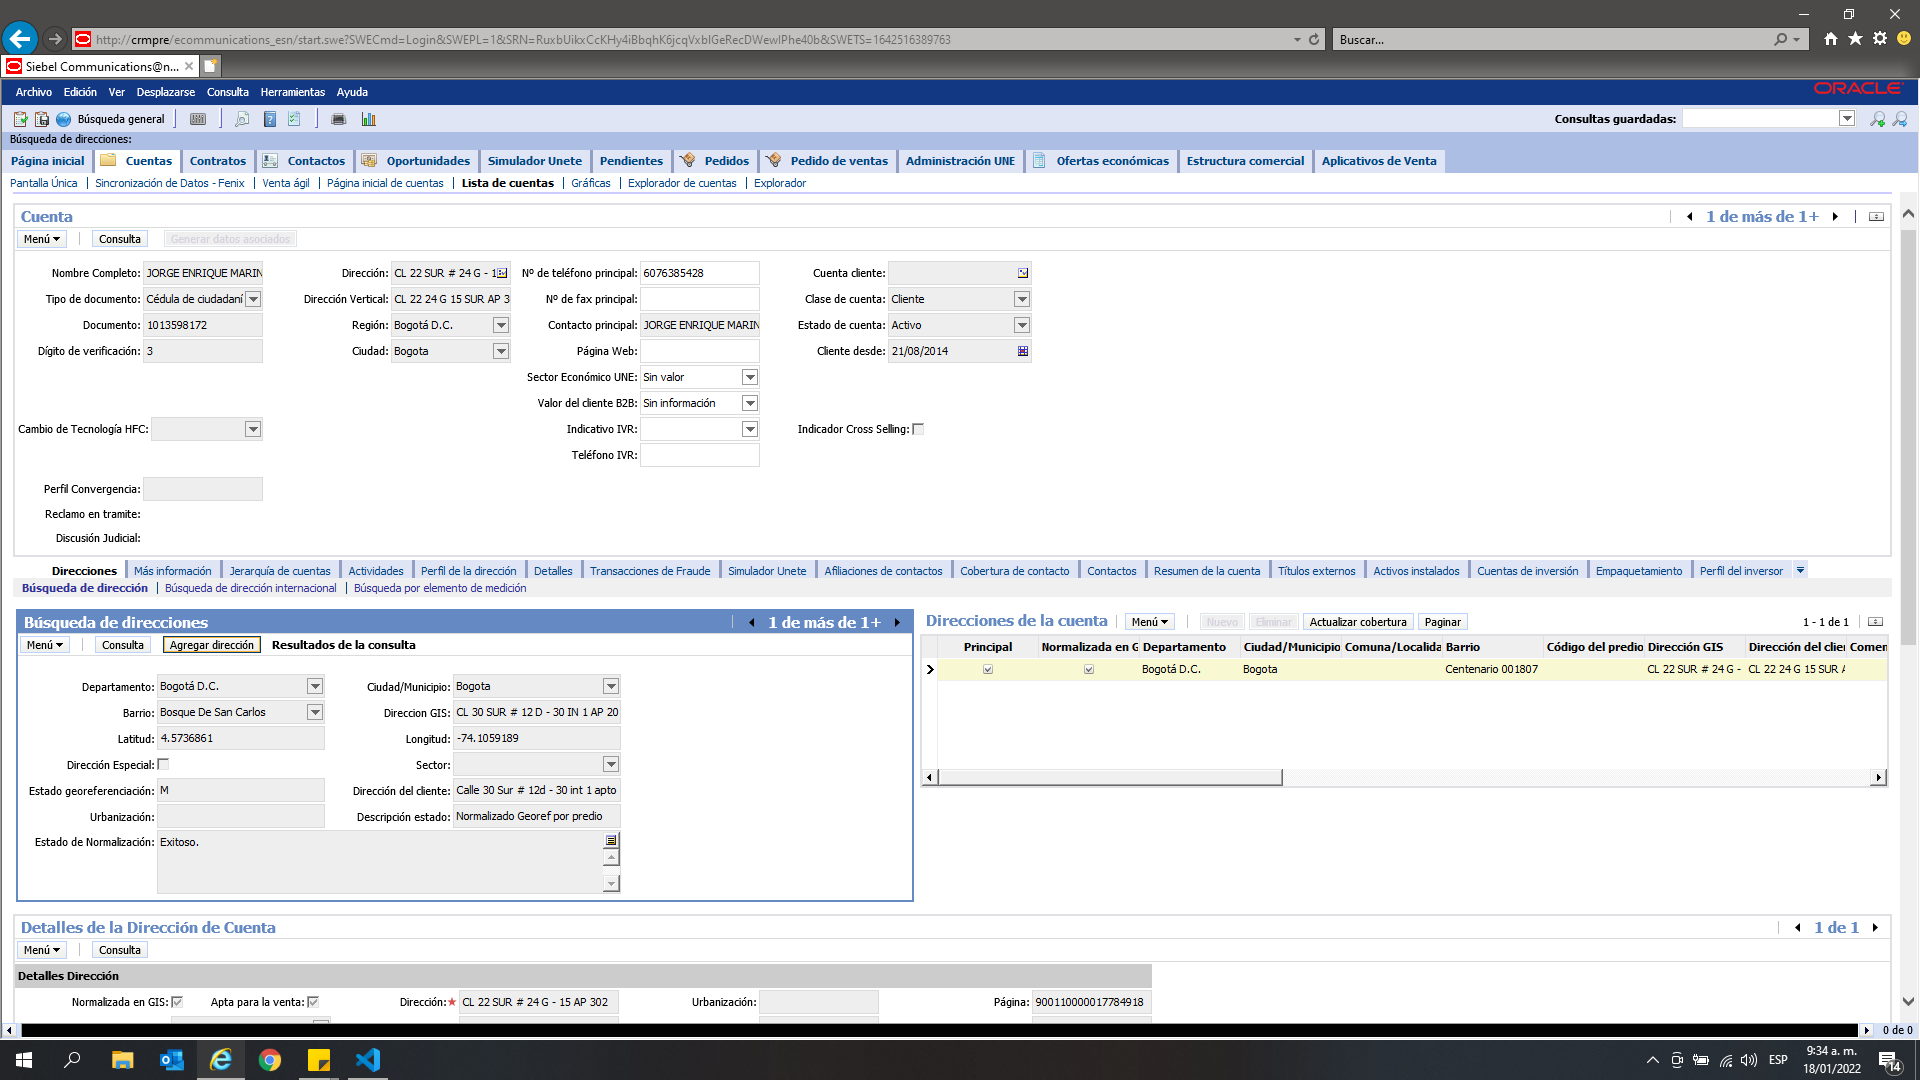 http://crmpre/ecommunications_esn/start.swe?SWECmd=Login&SWEPL=1&SRN=RuxbUikxCcKHy4iBbqhK6jcqVxbIGeRecDWewIPhe40b&SWETS=1642516389763
Buscar...
Siebel Communications@n...
Archivo Edición Ver Desplazarse Consulta Herramientas Ayuda
ORACLE
Búsqueda general
Consultas guardadas:
Búsqueda de direcciones:
Página inicial Cuentas Contratos Contactos Oportunidades Simulador Unete Pendientes Pedidos Pedido de ventas Administración UNE Ofertas económicas Estructura comercial Aplicativos de Venta
Pantalla Única Sincronización de Datos - Fenix Venta ágil Página inicial de cuentas Lista de cuentas Gráficas Explorador de cuentas Explorador
Cuenta
1 de más de 1+
Menú Consulta Generar datos asociados
Nombre Completo: JORGE ENRIQUE MARIN Dirección: CL 22 SUR # 24 G - 1 Nº de teléfono principal: 6076385428 Cuenta cliente:
Tipo de documento: Cédula de ciudadaní Dirección Vertical: CL 22 24 G 15 SUR AP 3 Nº de fax principal: Clase de cuenta: Cliente
Documento: 1013598172 Región: Bogotá D.C. Contacto principal: JORGE ENRIQUE MARIN Estado de cuenta: Activo
Dígito de verificación: 3 Ciudad: Bogota Página Web: Cliente desde: 21/08/2014
Sector Económico UNE: Sin valor
Valor del cliente B2B: Sin información
Cambio de Tecnología HFC: Indicativo IVR: Indicador Cross Selling:
Teléfono IVR:
Perfil Convergencia:
Reclamo en tramite:
Discusión Judicial:
Direcciones Más información Jerarquía de cuentas Actividades Perfil de la dirección Detalles Transacciones de Fraude Simulador Unete Afiliaciones de contactos Cobertura de contacto Contactos Resumen de la cuenta Títulos externos Activos instalados Cuentas de inversión Empaquetamiento Perfil del inversor
Búsqueda de dirección Búsqueda de dirección internacional Búsqueda por elemento de medición
Búsqueda de direcciones
1 de más de 1+
Menú Consulta Agregar dirección Resultados de la consulta
Departamento: Bogotá D.C. Ciudad/Municipio: Bogota
Barrio: Bosque De San Carlos Direccion GIS: CL 30 SUR # 12 D - 30 IN 1 AP 20
Latitud: 4.5736861 Longitud: -74.1059189
Dirección Especial: Sector:
Estado georeferenciación: M Dirección del cliente: Calle 30 Sur # 12d - 30 int 1 apto
Urbanización: Descripción estado: Normalizado Georef por predio
Estado de Normalización: Exitoso.
Direcciones de la cuenta Menú Nuevo Eliminar Actualizar cobertura Paginar 1 - 1 de 1
Principal Normalizada en G Departamento Ciudad/Municipio Comuna/Localida Barrio Código del predio Dirección GIS Dirección del clien Comen
Bogotá D.C. Bogota Centenario 001807 CL 22 SUR # 24 G - CL 22 24 G 15 SUR A
Detalles de la Dirección de Cuenta
1 de 1
Menú Consulta
Detalles Dirección
Normalizada en GIS: Apta para la venta: Dirección:* CL 22 SUR # 24 G - 15 AP 302 Urbanización: Página: 900110000017784918
0 de 0
ESP
9:34 a. m.
18/01/2022
14